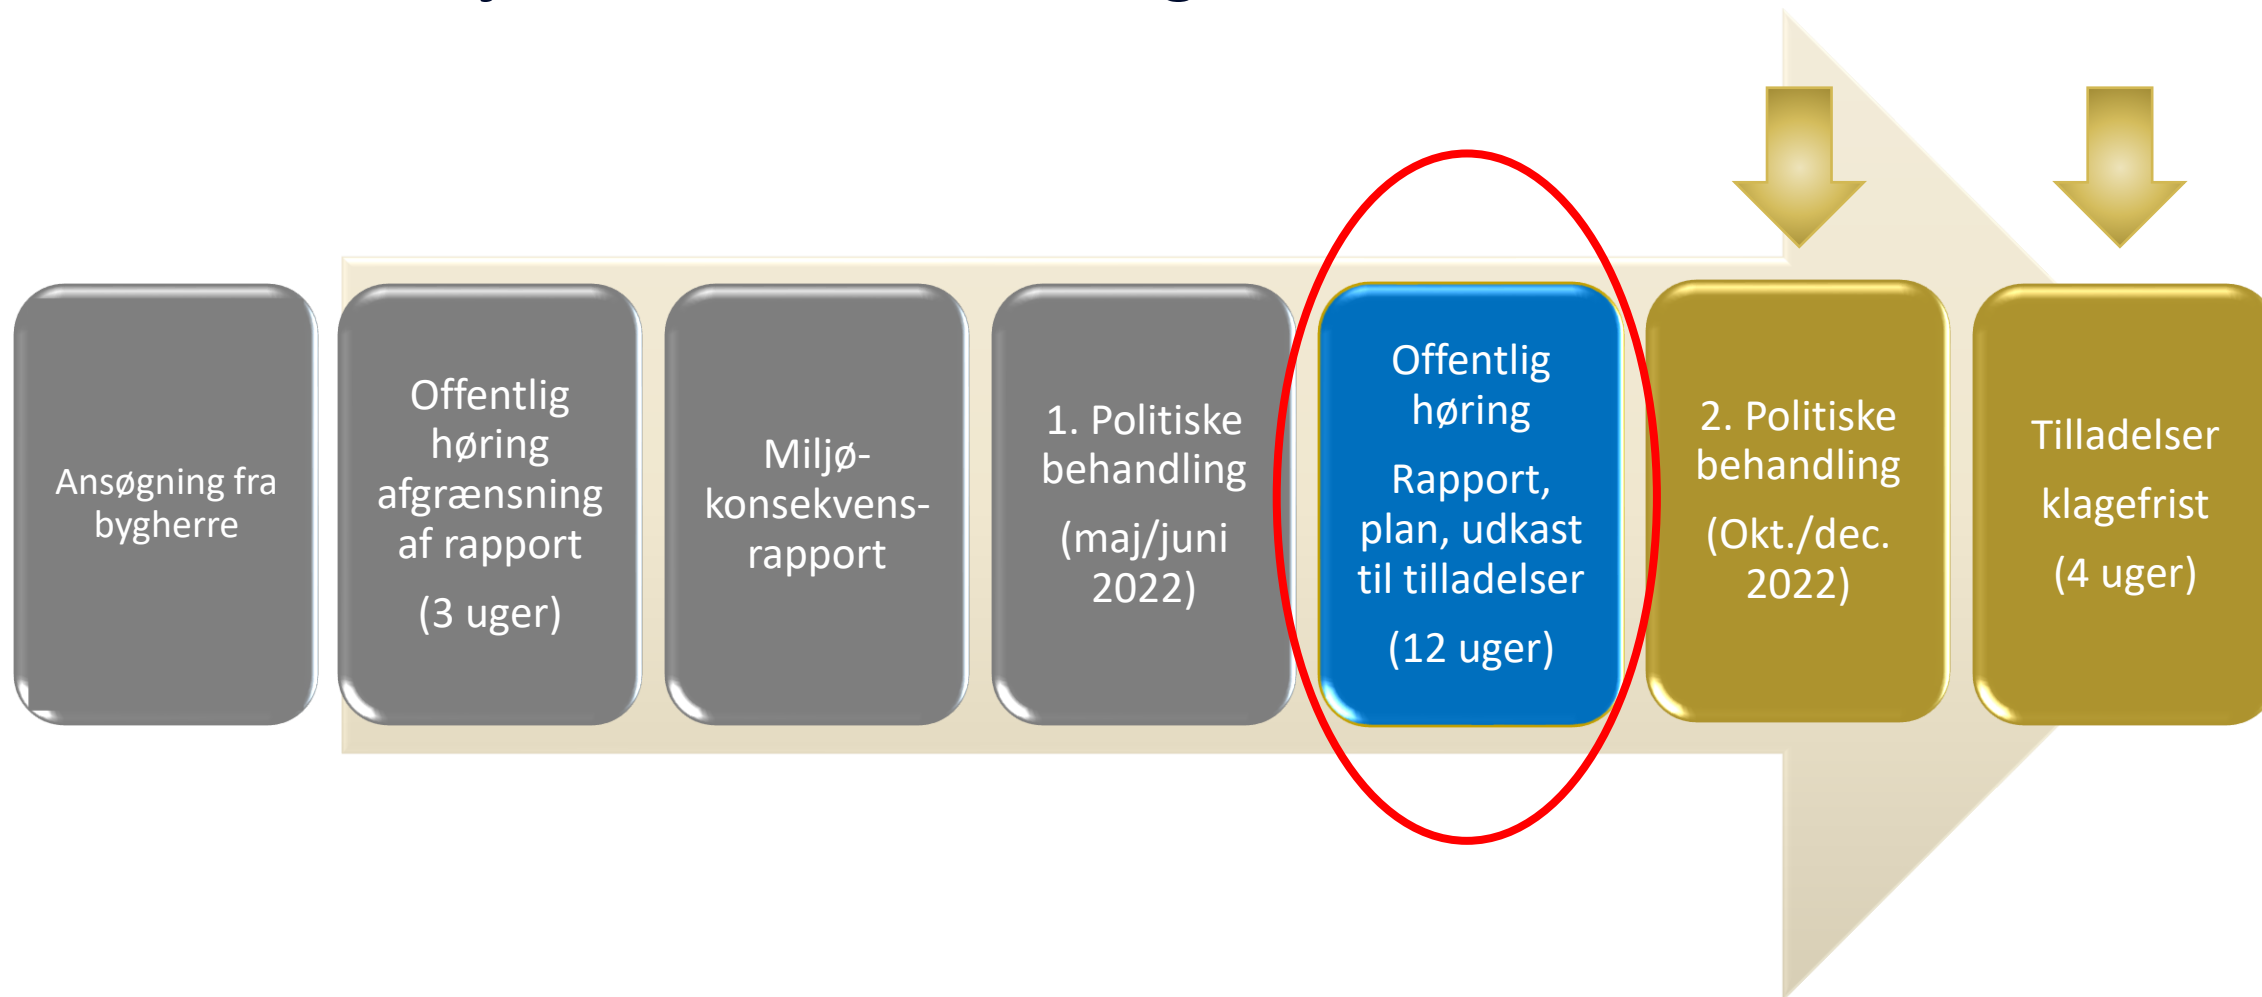 Ansøgning fra
bygherre
Offentlig
høring
afgrænsning
af rapport
(3 uger)
Miljø-
konsekvens-
rapport
1. Politiske
behandling
(maj/juni
2022)
Offentlig
høring
Rapport,
plan, udkast
til tilladelser
(12 uger)
2. Politiske
behandling
(Okt./dec.
2022)
Tilladelser
klagefrist
(4 uger)